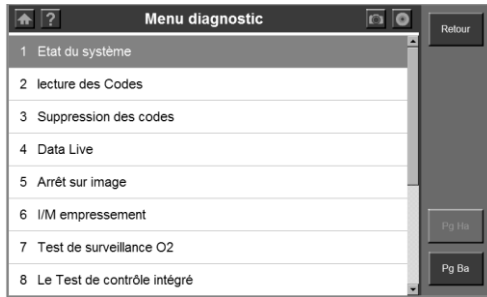 ?
Menu diagnostic
Retour
1 Etat du système
2 lecture des Codes
3 Suppression des codes
4 Data Live
5 Arrêt sur image
6 I/M empressement
7 Test de surveillance O2
8 Le Test de contrôle intégré
Pg Ha
Pg Ba